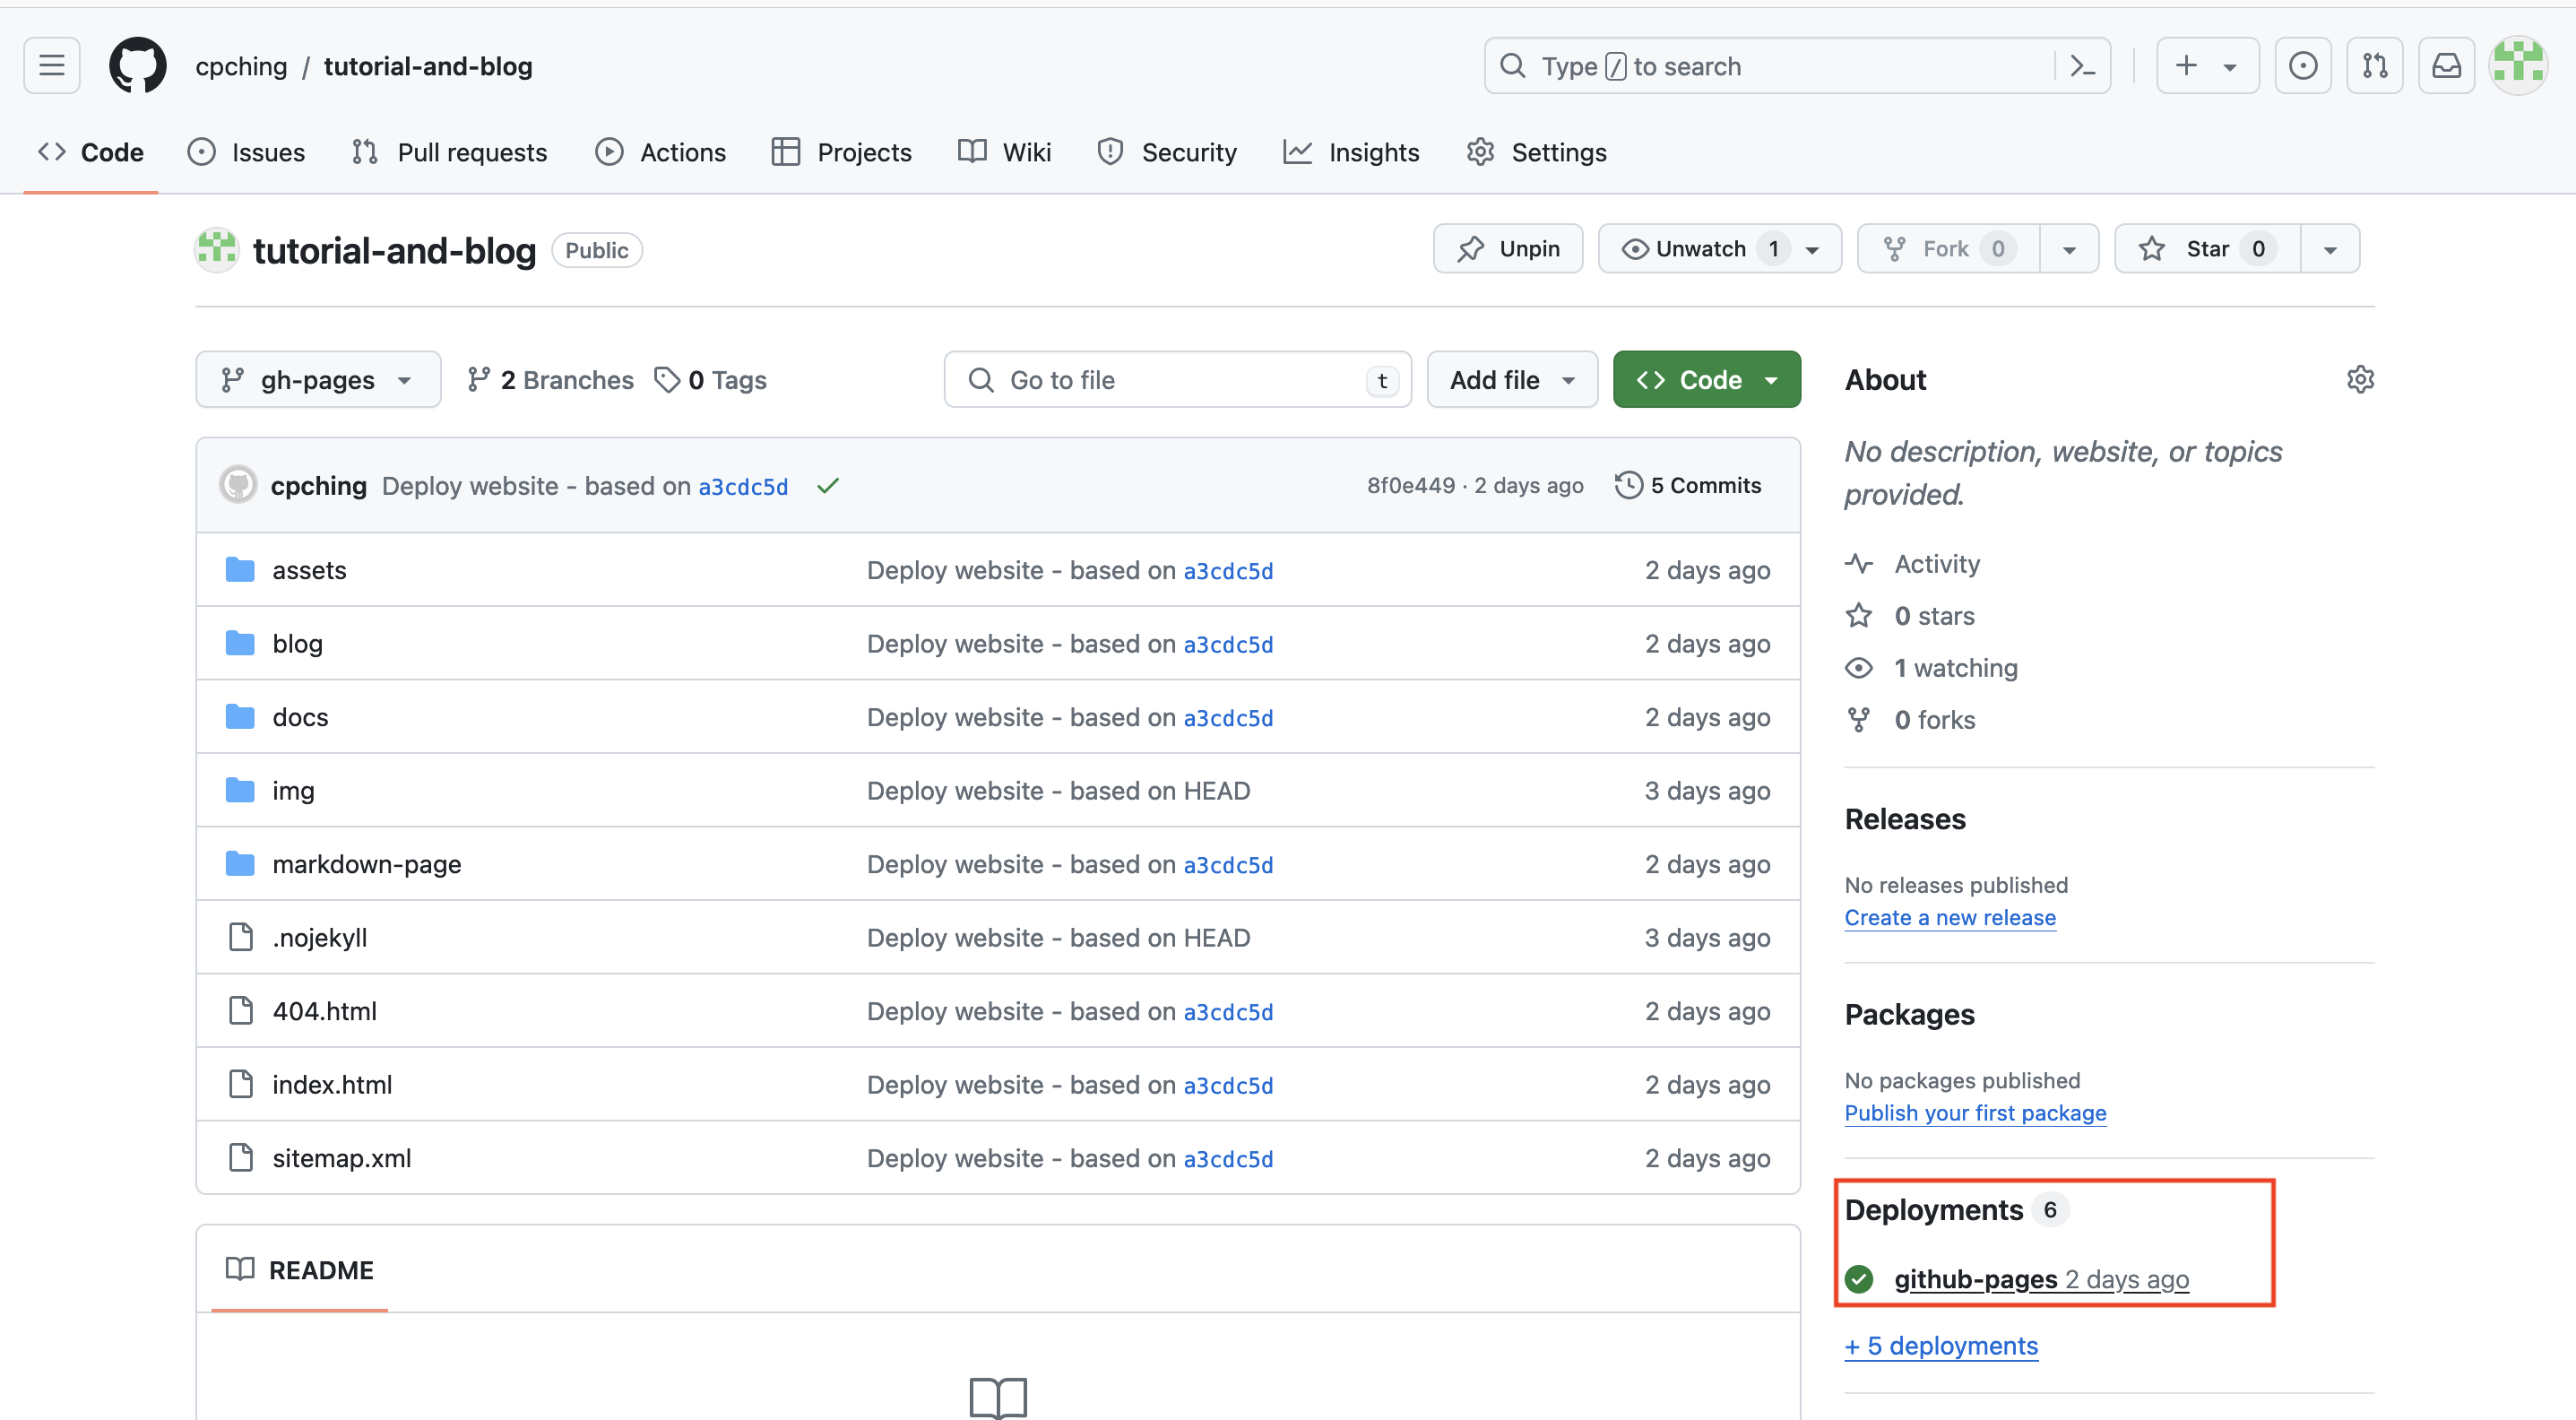 cpching / tutorial-and-blog
Type / to search
Code Issues Pull requests Actions Projects Wiki Security Insights Settings
tutorial-and-blog Public
Unpin Unwatch 1 Fork 0 Star 0
gh-pages 2 Branches 0 Tags Go to file t Add file Code
cpching Deploy website - based on a3cdc5d 8f0e449 · 2 days ago 5 Commits
assets Deploy website - based on a3cdc5d 2 days ago
blog Deploy website - based on a3cdc5d 2 days ago
docs Deploy website - based on a3cdc5d 2 days ago
img Deploy website - based on HEAD 3 days ago
markdown-page Deploy website - based on a3cdc5d 2 days ago
.nojekyll Deploy website - based on HEAD 3 days ago
404.html Deploy website - based on a3cdc5d 2 days ago
index.html Deploy website - based on a3cdc5d 2 days ago
sitemap.xml Deploy website - based on a3cdc5d 2 days ago
README
About
No description, website, or topics
provided.
Activity
0 stars
1 watching
0 forks
Releases
No releases published
Create a new release
Packages
No packages published
Publish your first package
Deployments 6
github-pages 2 days ago
+ 5 deployments